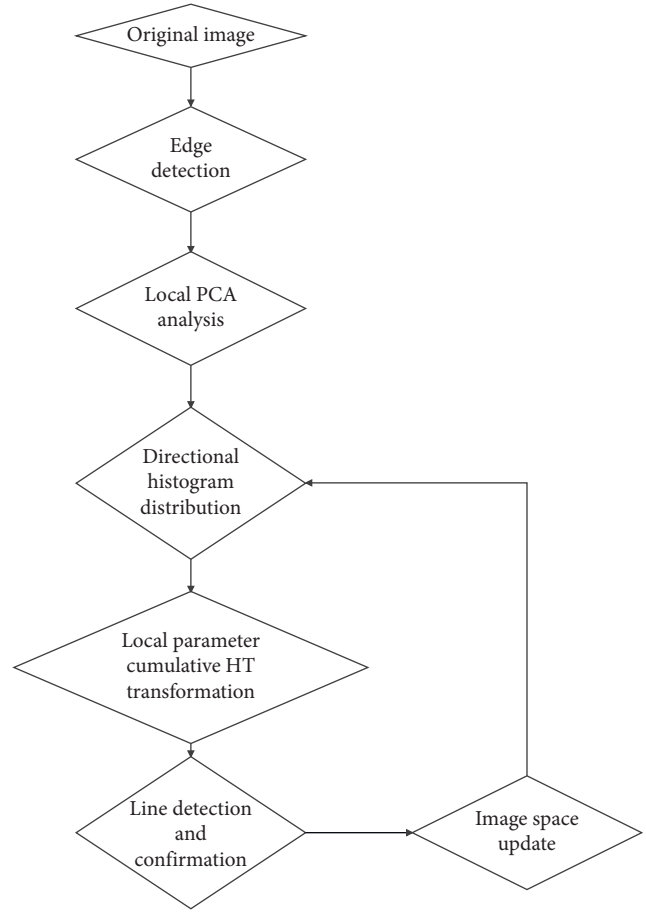 Original image
Edge
detection
Local PCA
analysis
Directional
histogram
distribution
Local parameter
cumulative HT
transformation
Line detection
and
confirmation
Image space
update